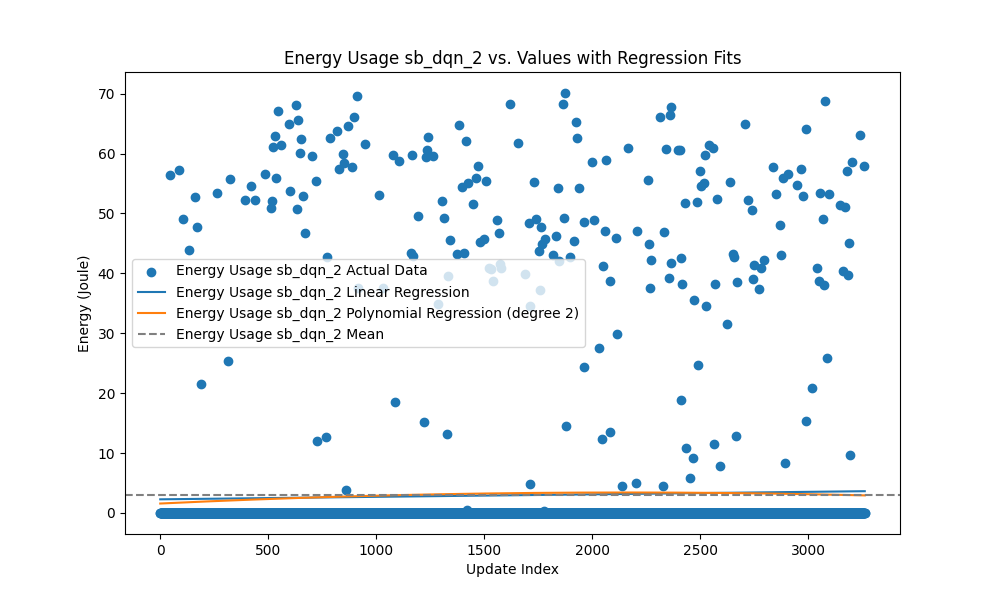 Energy Usage sb_dqn_2 vs. Values with Regression Fits
70
60
50
40
30
20
10
0
Energy (Joule)
Energy Usage sb_dqn_2 Actual Data
Energy Usage sb_dqn_2 Linear Regression
Energy Usage sb_dqn_2 Polynomial Regression (degree 2)
Energy Usage sb_dqn_2 Mean
0 500 1000 1500 2000 2500 3000
Update Index